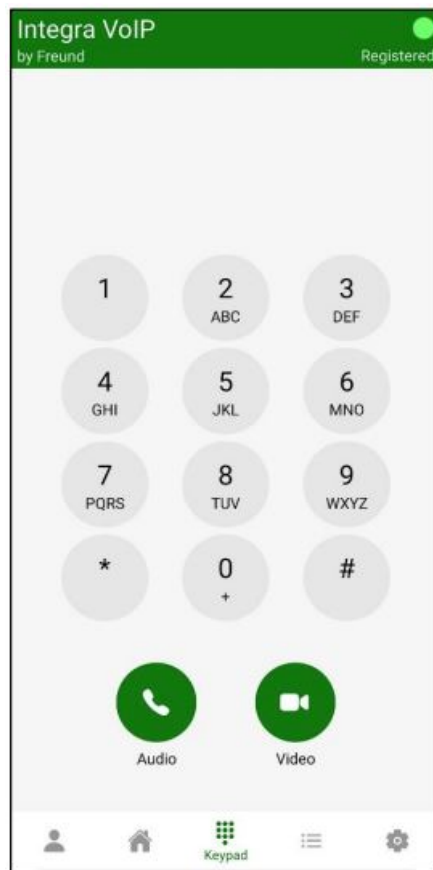 Integra VoIP
by Freund Registered
1 2 3
ABC DEF
4 5 6
GHI JKL MNO
7 8 9
PQRS TUV WXYZ
* 0 #
+
Audio Video
Keypad